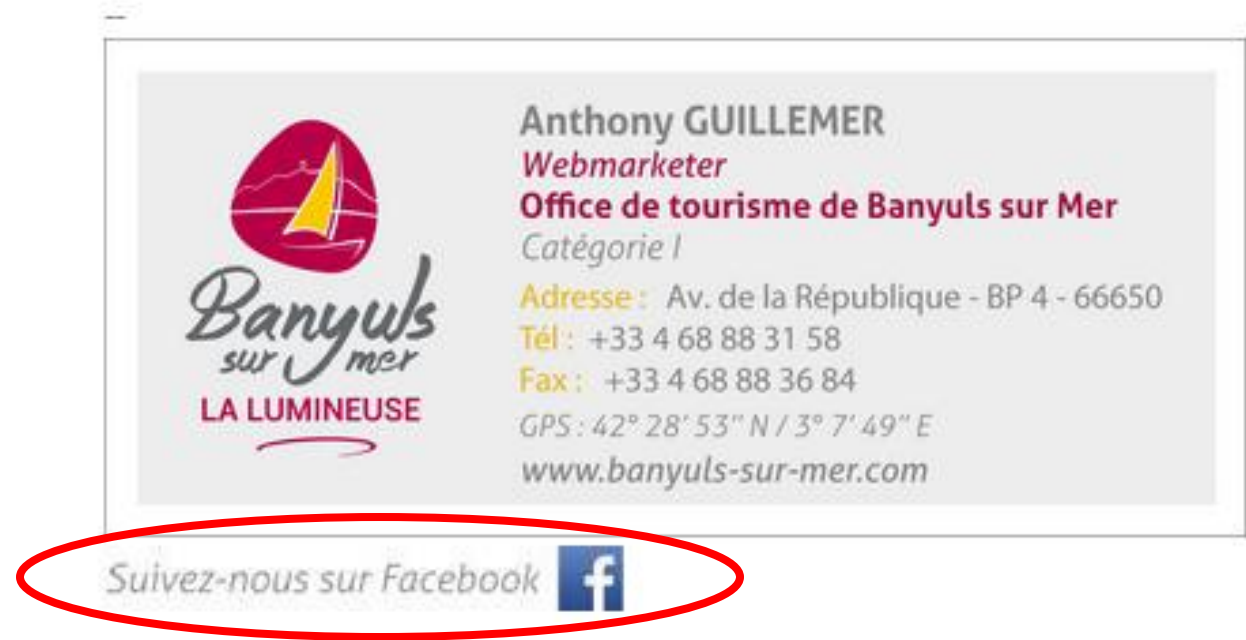 --
Banyuls
sur mer
LA LUMINEUSE
Anthony GUILLEMER
Webmarketer
Office de tourisme de Banyuls sur Mer
Catégorie I
Adresse : Av. de la République - BP 4 - 66650
Tél : +33 4 68 88 31 58
Fax : +33 4 68 88 36 84
GPS : 42° 28' 53" N / 3° 7' 49" E
www.banyuls-sur-mer.com
Suivez-nous sur Facebook f